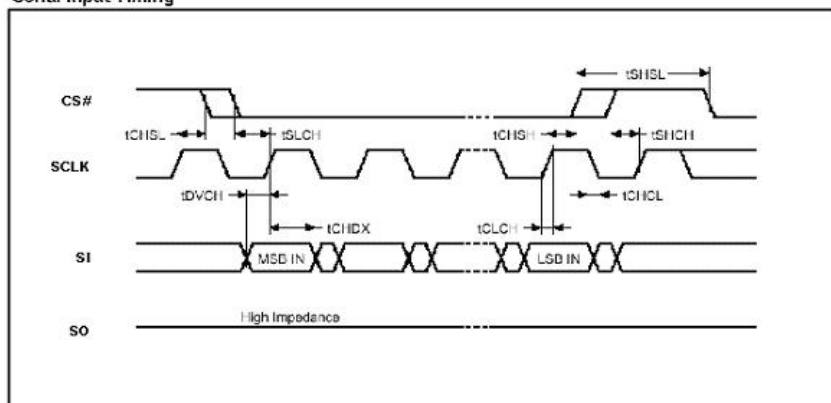 Serial Input Timing
tSHSL
CS#
tCHSL tSLCH tCHSH tSHCH
SCLK
tDVCH tCHCL
tCHDX tCLCH
SI MSB IN LSB IN
High Impedance
SO